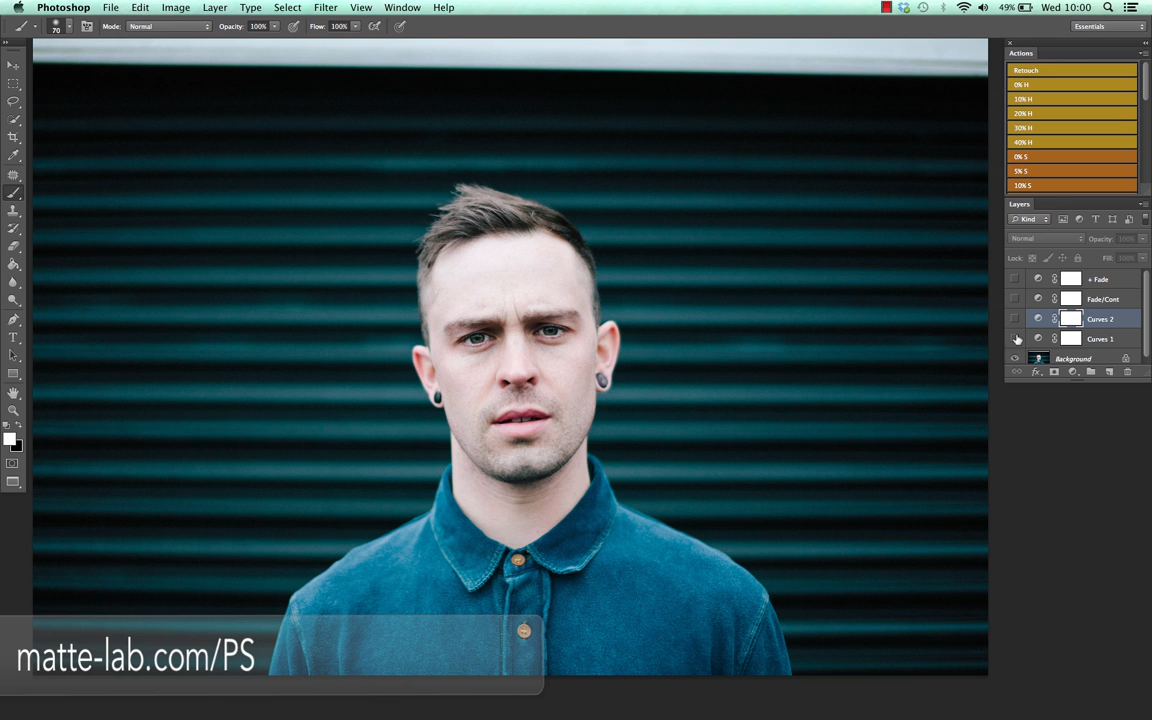 Photoshop File Edit Image Layer Type Select Filter View Window Help 49% Wed 10:00
70 Mode: Normal Opacity: 100% Flow: 100% Essentials
Actions
Retouch
0% H
10% H
20% H
30% H
40% H
0% S
5% S
10% S
Layers
Kind
Normal Opacity: 100%
Lock: Fill: 100%
+ Fade
Fade/Cont
Curves 2
Curves 1
Background
matte-lab.com/PS